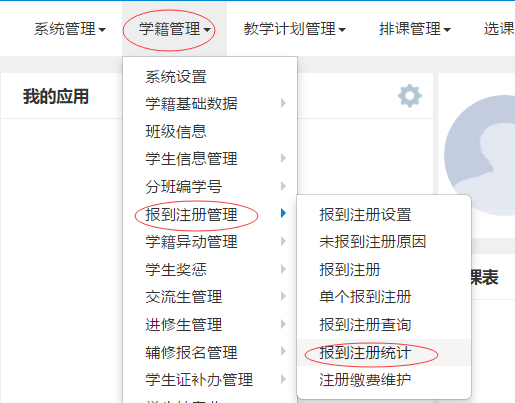 系统管理 学籍管理 教学计划管理 排课管理 选课
我的应用
系统设置
学籍基础数据
班级信息
学生信息管理
分班编学号
报到注册管理
学籍异动管理
学生奖惩
交流生管理
进修生管理
辅修报名管理
学生证补办管理
报到注册设置
未报到注册原因
报到注册
单个报到注册
报到注册查询
报到注册统计
注册缴费维护
课表